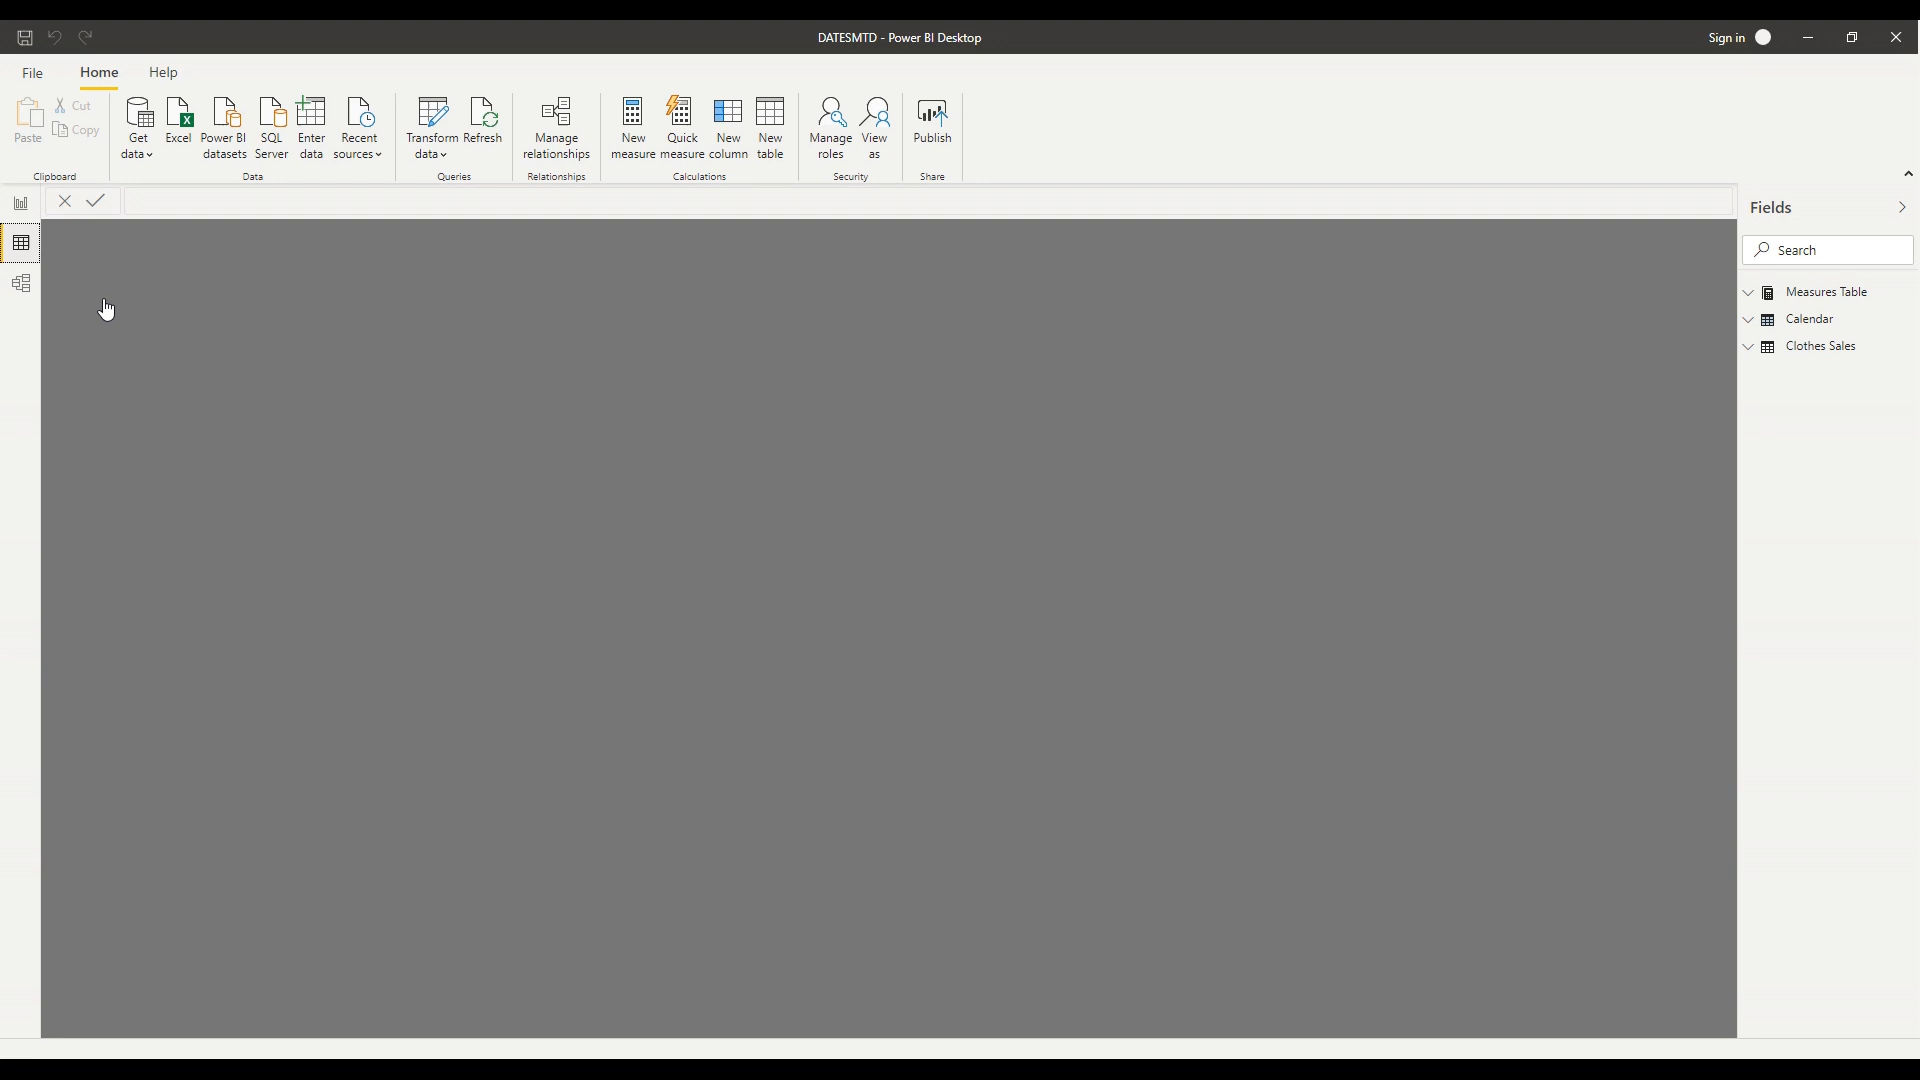 DATESMTD - Power BI Desktop
Sign in
File
Home
Help
Paste
Cut
Copy
Clipboard
Get data
Excel
Power BI datasets
SQL Server
Enter data
Recent sources
Data
Transform data
Refresh
Queries
Manage relationships
Relationships
New measure
Quick measure
New column
New table
Calculations
Manage roles
View as
Security
Publish
Share
Fields
Search
Measures Table
Calendar
Clothes Sales